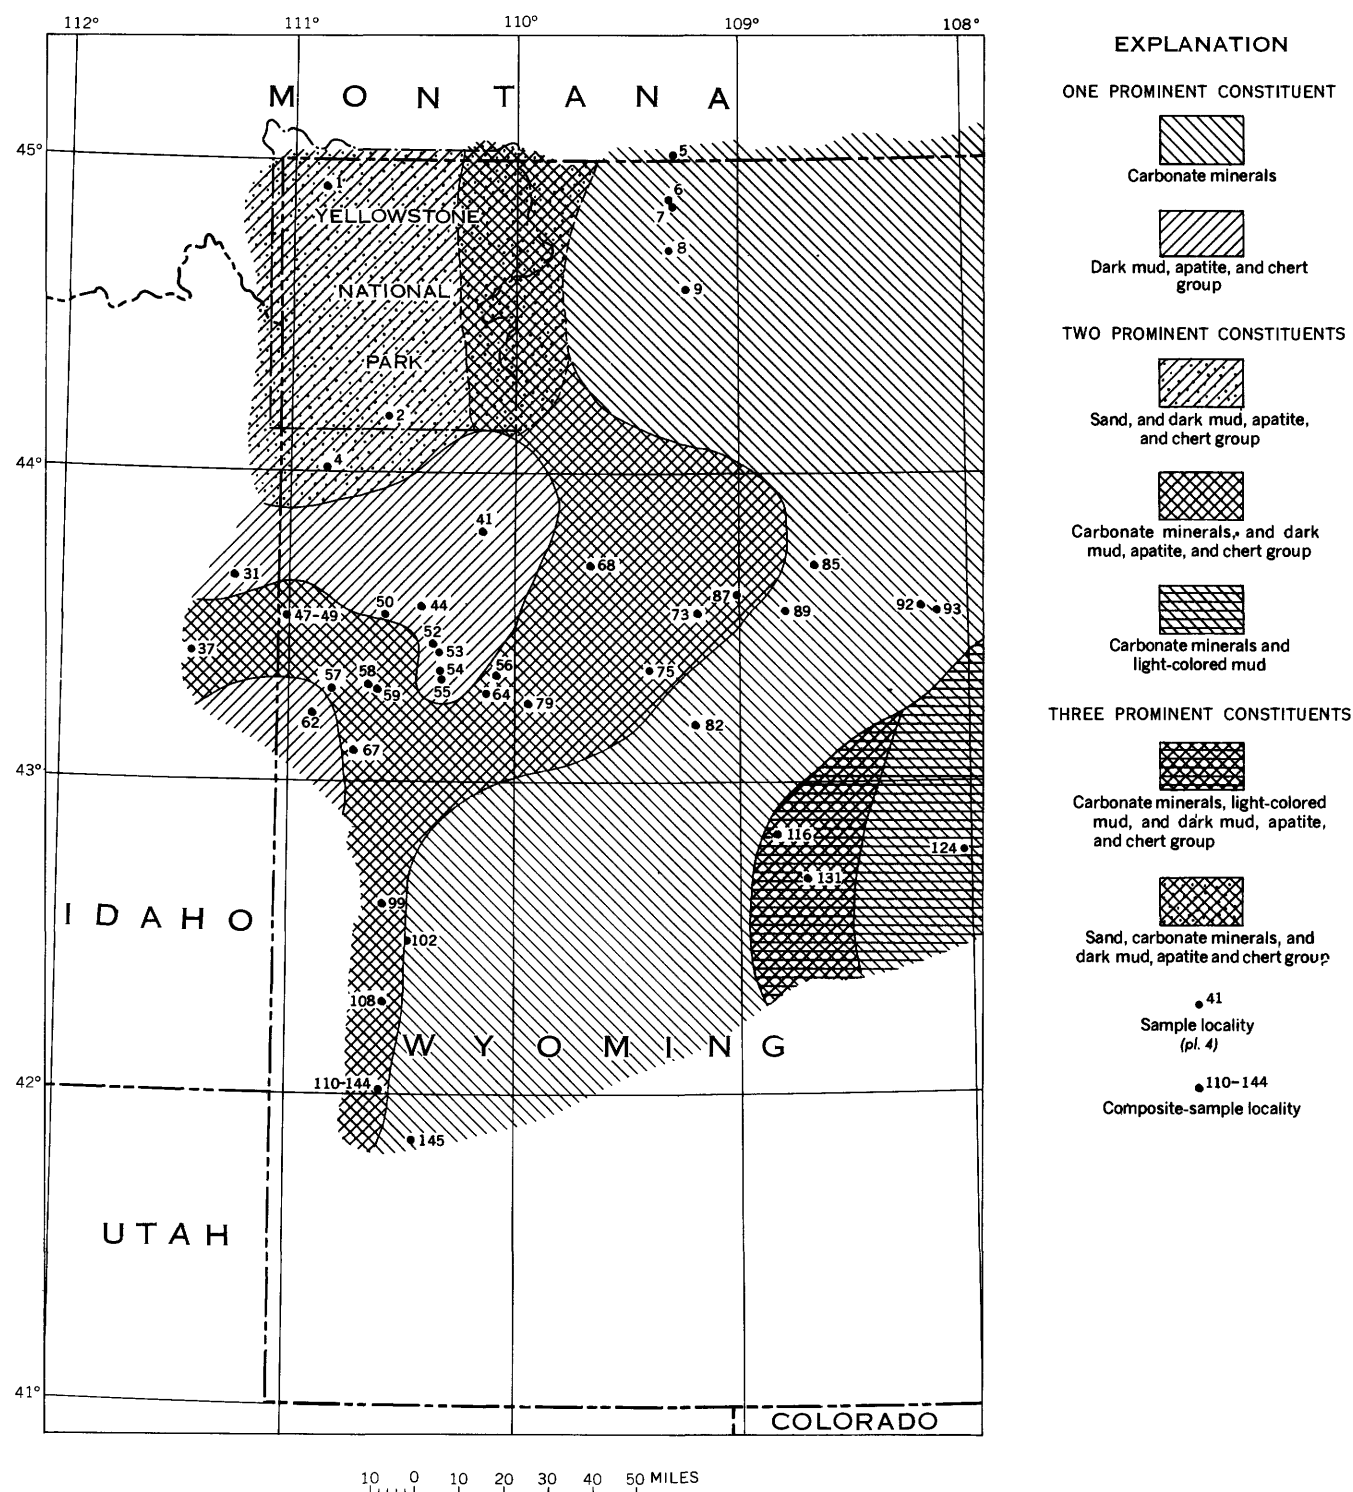 112° 111° 110° 109° 108°
MONTANA
45°
5
1
6
YELLOWSTONE
7
8
NATIONAL
9
PARK
2
44°
4
41
31
68
85
50
44
87
47-49
73
89
92
93
52
37
53
54
56
75
57
58
55
59
64
79
62
82
67
43°
116
124
131
99
IDAHO
102
108
WYOMING
42°
110-144
145
UTAH
41°
COLORADO
10 0 10 20 30 40 50 MILES
EXPLANATION
ONE PROMINENT CONSTITUENT
Carbonate minerals
Dark mud, apatite, and chert
group
TWO PROMINENT CONSTITUENTS
Sand, and dark mud, apatite,
and chert group
Carbonate minerals, and dark
mud, apatite, and chert group
Carbonate minerals and
light-colored mud
THREE PROMINENT CONSTITUENTS
Carbonate minerals, light-colored
mud, and dark mud, apatite,
and chert group
Sand, carbonate minerals, and
dark mud, apatite and chert group
41
Sample locality
(pl. 4)
110-144
Composite-sample locality